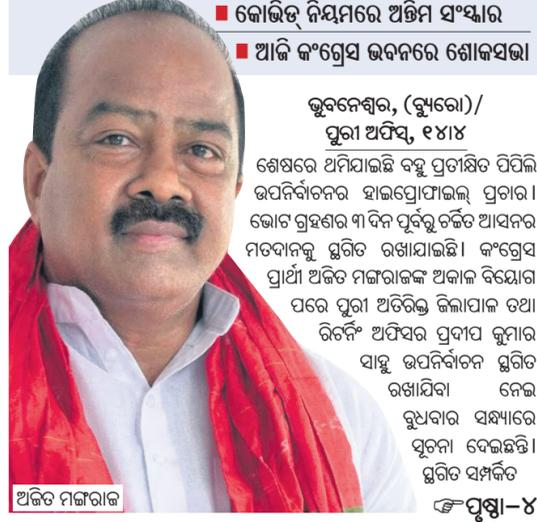 ■ କୋଭିଡ୍ ନିୟମରେ ଅନ୍ତିମ ସଂସ୍କାର
■ ଆଜି କଂଗ୍ରେସ ଭବନରେ ଶୋକସଭା
ଭୁବନେଶ୍ୱର, (ବ୍ୟୁରୋ)/
ପୁରୀ ଅଫିସ୍, ୧୪।୪
ଶେଷରେ ଥମିଯାଇଛି ବହୁ ପ୍ରତୀକ୍ଷିତ ପିପିଲି
ଉପନିର୍ବାଚନର ହାଇପ୍ରୋଫାଇଲ୍ ପ୍ରଚାର।
ଭୋଟ ଗ୍ରହଣର ୩ ଦିନ ପୂର୍ବରୁ ଚର୍ଚ୍ଚିତ ଆସନର
ମତଦାନକୁ ସ୍ଥଗିତ ରଖାଯାଇଛି। କଂଗ୍ରେସ
ପ୍ରାର୍ଥୀ ଅଜିତ ମଙ୍ଗରାଜଙ୍କ ଅକାଳ ବିୟୋଗ
ପରେ ପୁରୀ ଅତିରିକ୍ତ ଜିଲାପାଳ ତଥା
ରିଟର୍ନିଂ ଅଫିସର ପ୍ରଦୀପ କୁମାର
ସାହୁ ଉପନିର୍ବାଚନ ସ୍ଥଗିତ
ରଖାଯିବା ନେଇ
ବୁଧବାର ସନ୍ଧ୍ୟାରେ
ସୂଚନା ଦେଇଛନ୍ତି।
ସ୍ଥଗିତ ସମ୍ପର୍କିତ
☞ପୃଷ୍ଠା-୪
ଅଜିତ ମଙ୍ଗରାଜ